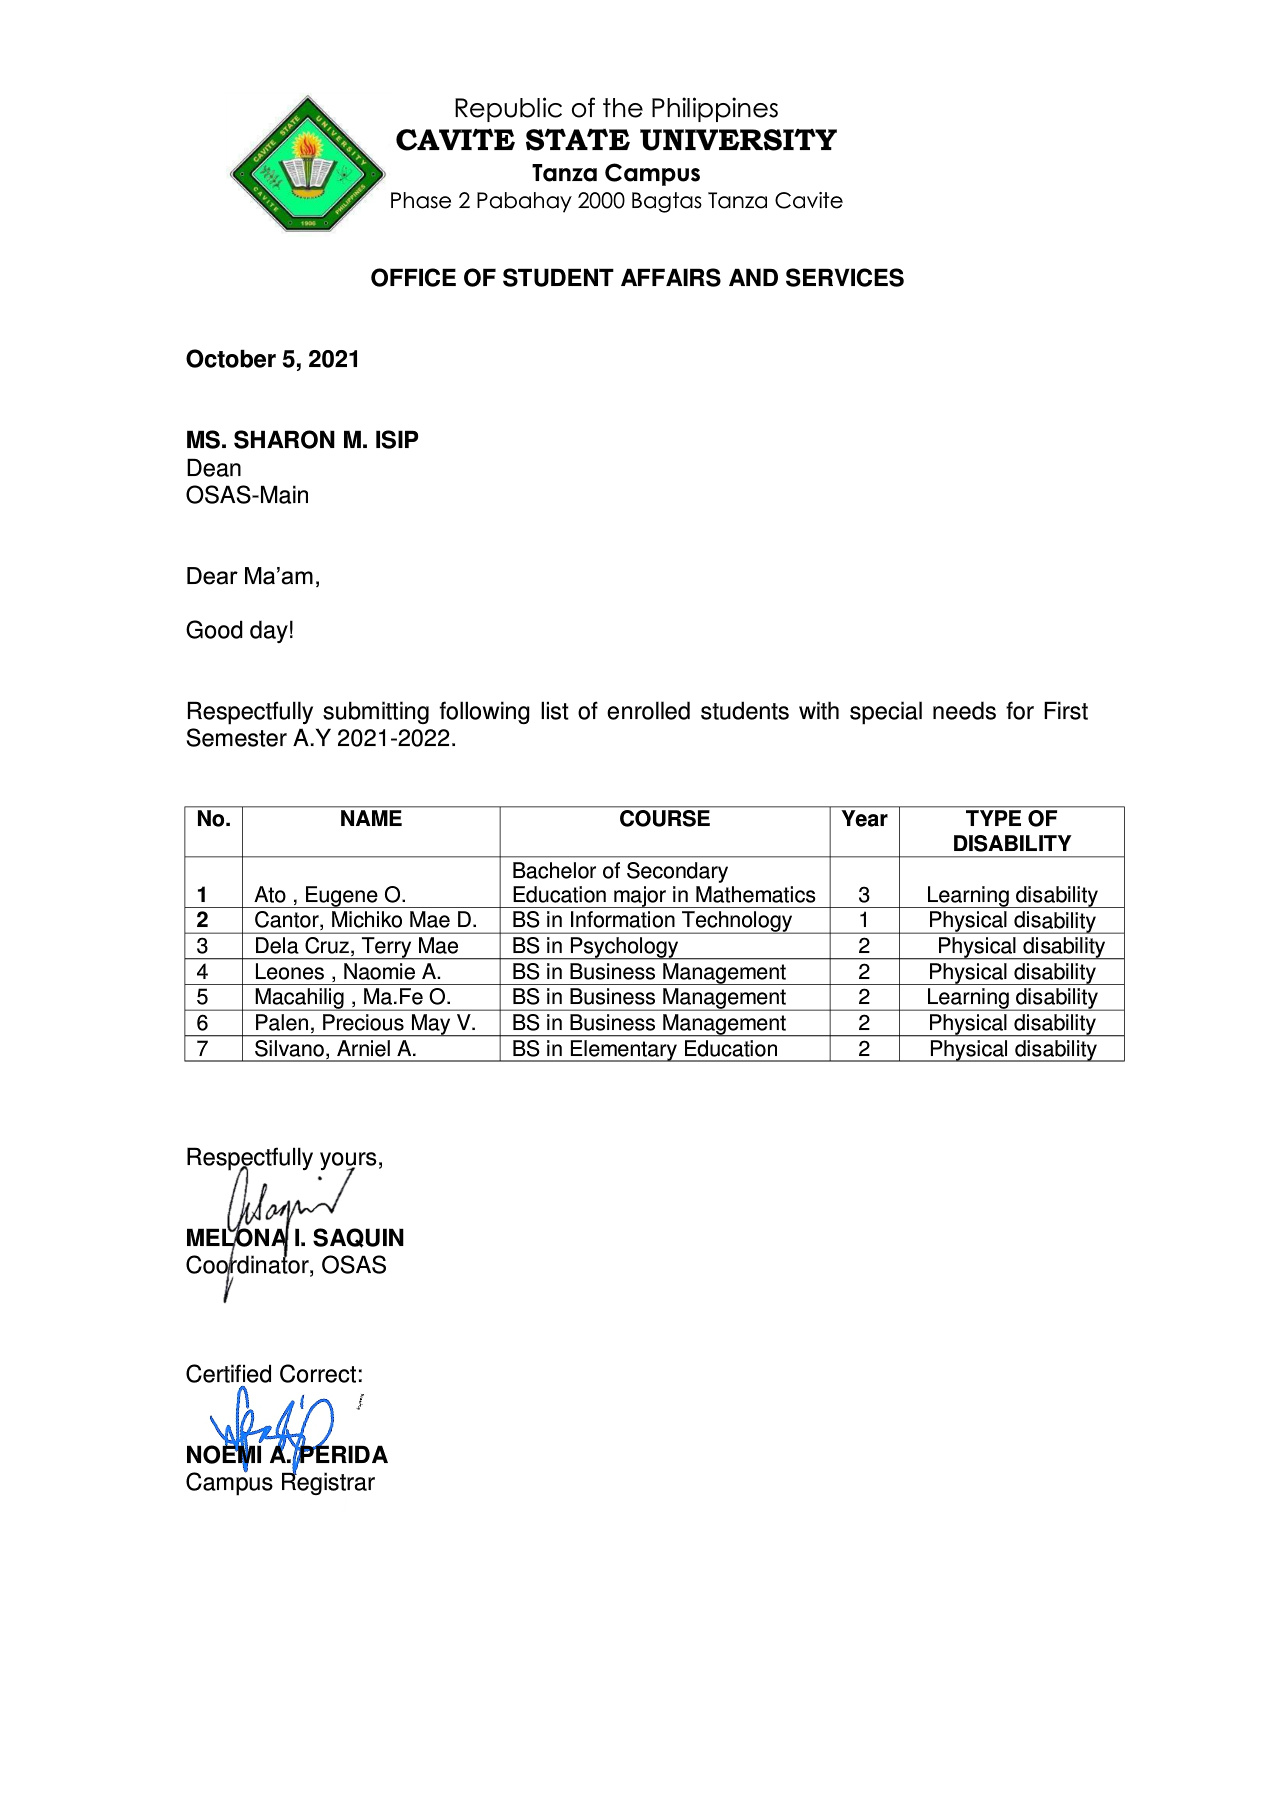 Republic of the Philippines
CAVITE STATE UNIVERSITY
Tanza Campus
Phase 2 Pabahay 2000 Bagtas Tanza Cavite
CAVITE STATE UNIVERSITY
CAVITE PHILIPPINES
1906
OFFICE OF STUDENT AFFAIRS AND SERVICES
October 5, 2021
MS. SHARON M. ISIP
Dean
OSAS-Main
Dear Ma’am,
Good day!
Respectfully submitting following list of enrolled students with special needs for First
Semester A.Y 2021-2022.
No. NAME COURSE Year TYPE OF
DISABILITY
Bachelor of Secondary
1 Ato , Eugene O. Education major in Mathematics 3 Learning disability
2 Cantor, Michiko Mae D. BS in Information Technology 1 Physical disability
3 Dela Cruz, Terry Mae BS in Psychology 2 Physical disability
4 Leones , Naomie A. BS in Business Management 2 Physical disability
5 Macahilig , Ma.Fe O. BS in Business Management 2 Learning disability
6 Palen, Precious May V. BS in Business Management 2 Physical disability
7 Silvano, Arniel A. BS in Elementary Education 2 Physical disability
Respectfully yours,
MELONA I. SAQUIN
Coordinator, OSAS
Certified Correct:
NOEMI A. PERIDA
Campus Registrar